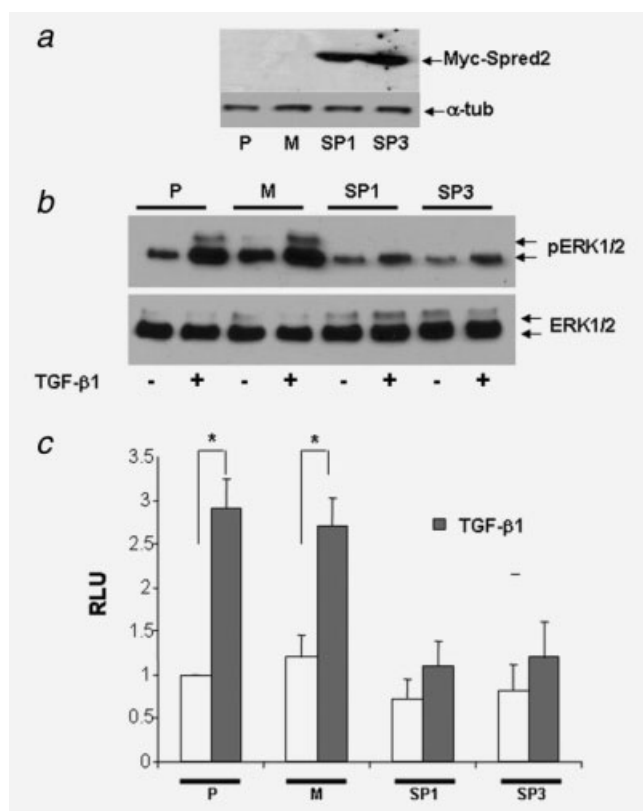 a
Myc-Spred2
α-tub
P M SP1 SP3
P M SP1 SP3
b
pERK1/2
ERK1/2
TGF-β1 - + - + - + - +
c
* *
3.5
3
TGF-β1
2.5
2
RLU
1.5
1
0.5
0
P M SP1 SP3